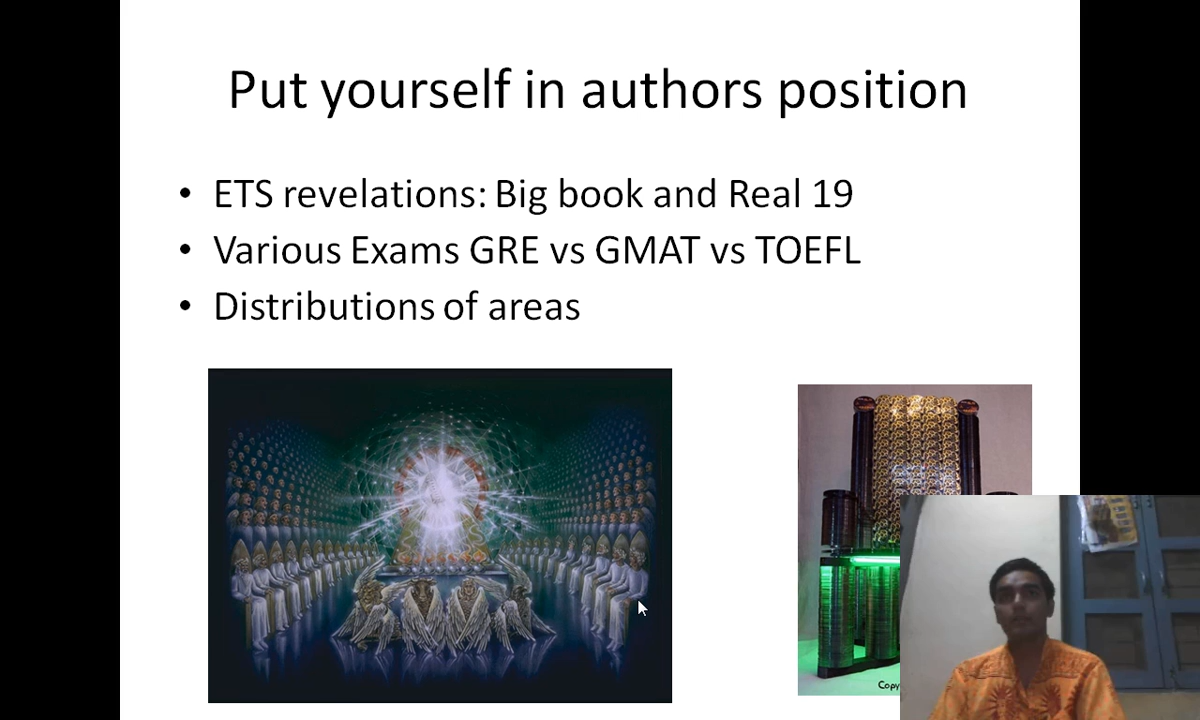 Put yourself in authors position
• ETS revelations: Big book and Real 19
• Various Exams GRE vs GMAT vs TOEFL
• Distributions of areas